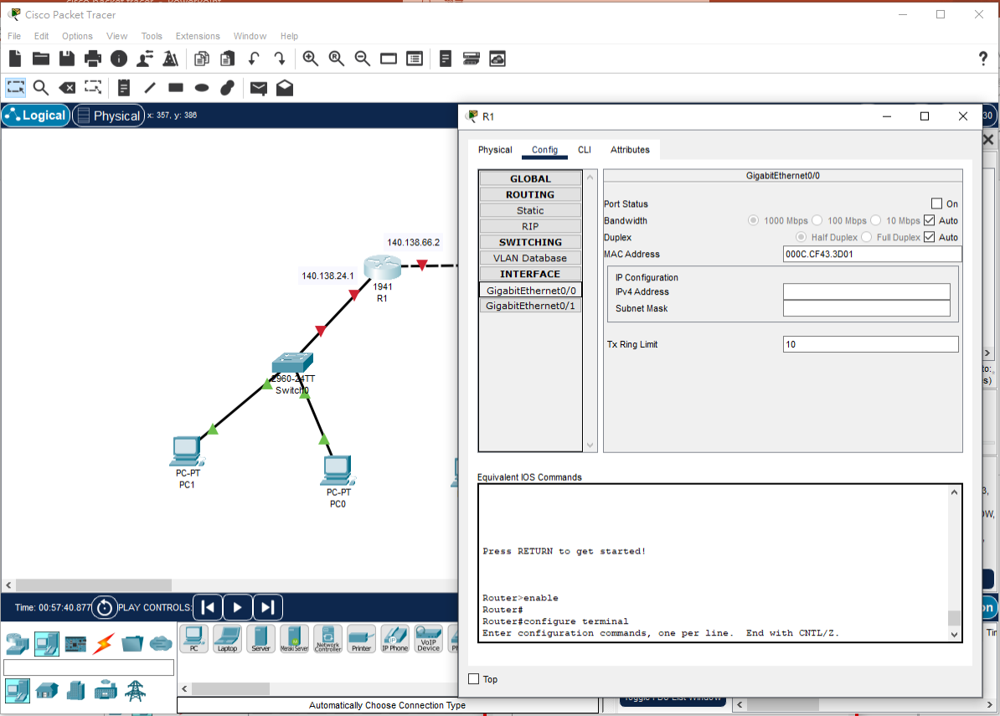 Cisco Packet Tracer
File Edit Options View Tools Extensions Window Help
?
Logical
Physical
x: 357, y: 386
R1
30
Physical Config CLI Attributes
GLOBAL
ROUTING
Static
RIP
SWITCHING
VLAN Database
INTERFACE
GigabitEthernet0/0
GigabitEthernet0/1
GigabitEthernet0/0
Port Status On
Bandwidth 1000 Mbps 100 Mbps 10 Mbps Auto
Duplex Half Duplex Full Duplex Auto
MAC Address 000C.CF43.3D01
IP Configuration
IPv4 Address
Subnet Mask
Tx Ring Limit 10
140.138.66.2
140.138.24.1
1941
R1
2960-24TT
Switch0
PC-PT
PC1
PC-PT
PC0
Equivalent IOS Commands
Press RETURN to get started!
Router>enable
Router#
Router#configure terminal
Enter configuration commands, one per line. End with CNTL/Z.
Top
Time: 00:57:40.877
PLAY CONTROLS:
PC
Laptop
Server
Meraki Server
Network Controller
Printer
IP Phone
VoIP Device
Automatically Choose Connection Type
Toggle PDU List Window